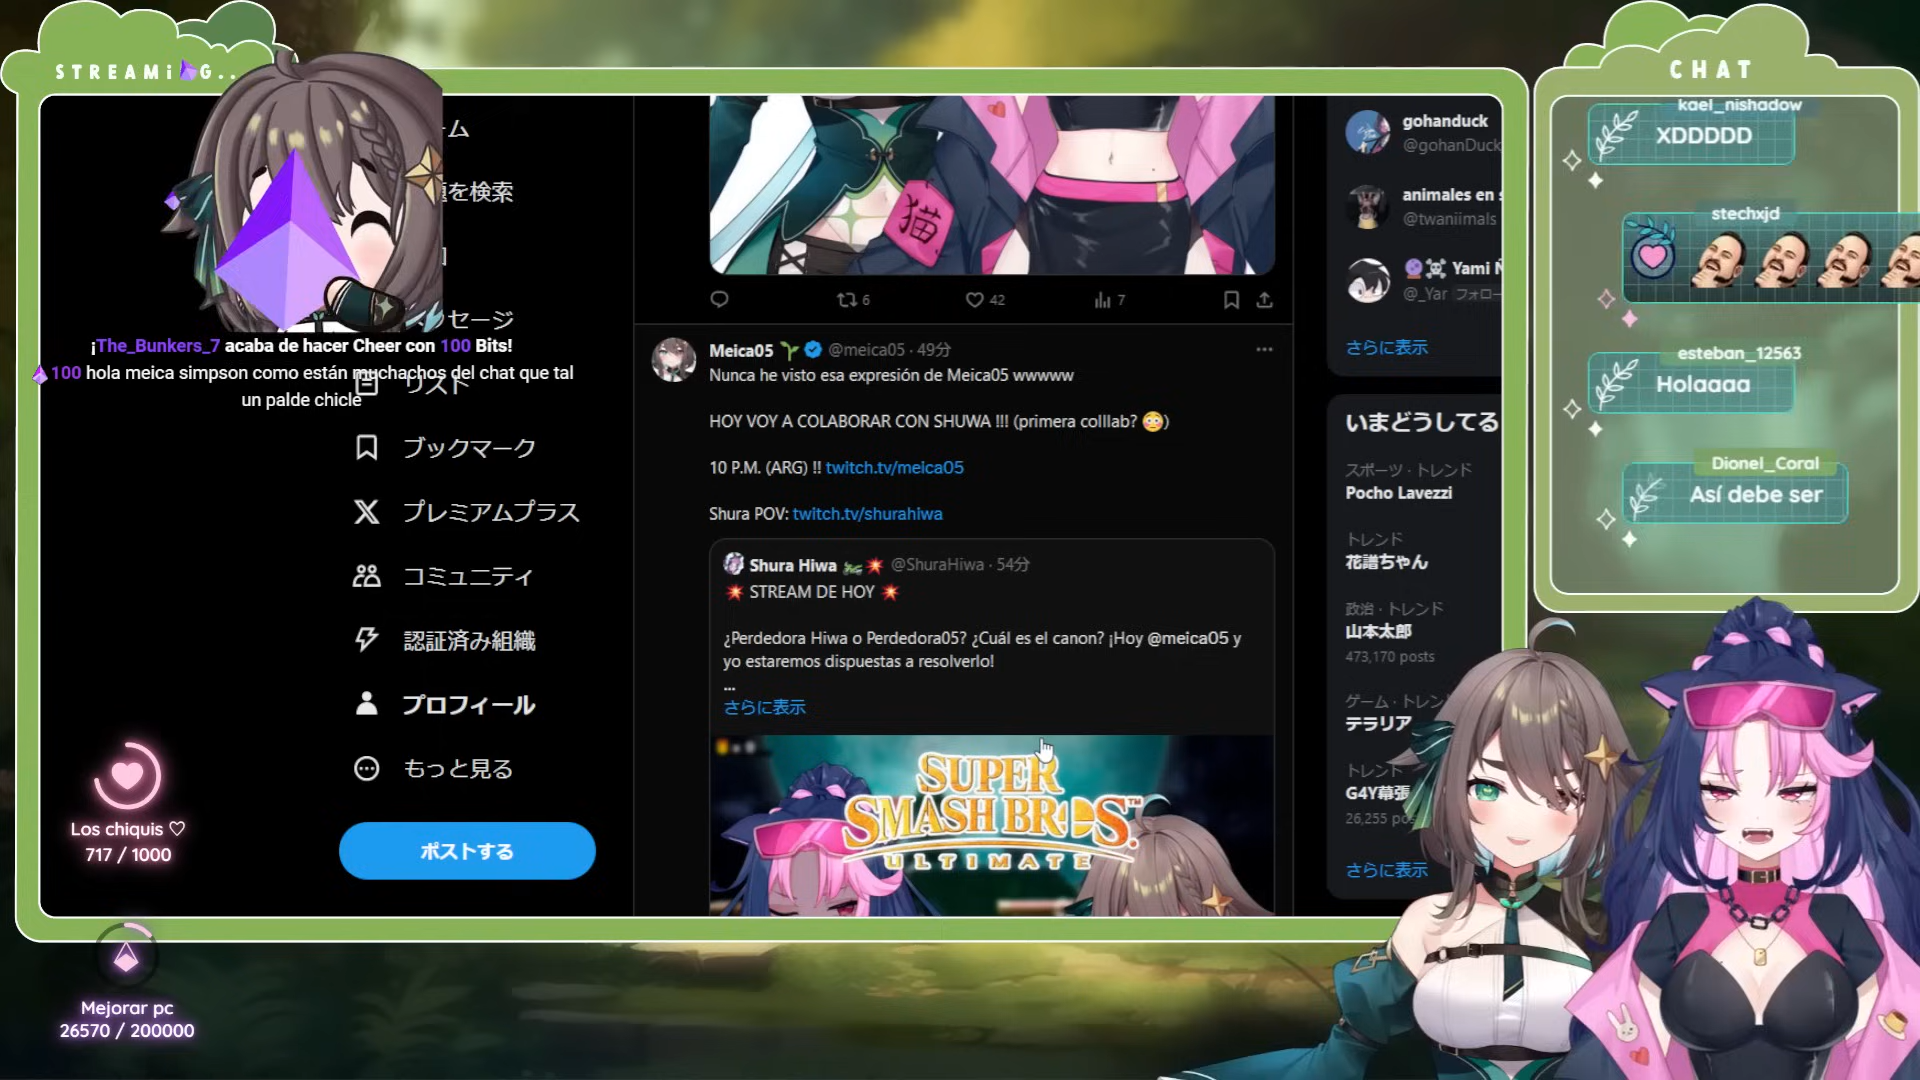 STREAMiNG..
¡The_Bunkers_7 acaba de hacer Cheer con 100 Bits!
100 hola meica simpson como están muchachos del chat que tal
un palde chicle
を検索
リスト
ブックマーク
プレミアムプラス
コミュニティ
認証済み組織
プロフィール
もっと見る
ポストする
Los chiquis ♡
717 / 1000
Mejorar pc
26570 / 200000
猫
6
42
7
Meica05 @meica05 · 49分
Nunca he visto esa expresión de Meica05 wwwww
HOY VOY A COLABORAR CON SHUWA !!! (primera colllab? 😳)
10 P.M. (ARG) !! twitch.tv/meica05
Shura POV: twitch.tv/shurahiwa
Shura Hiwa @ShuraHiwa · 54分
💥 STREAM DE HOY 💥
¿Perdedora Hiwa o Perdedora05? ¿Cuál es el canon? ¡Hoy @meica05 y
yo estaremos dispuestas a resolverlo!
...
さらに表示
SUPER
SMASH BROS.™
ULTIMATE
gohanduck
@gohanDuck
animales en
@twaniimals
Yami
@_Yar フォロー
さらに表示
いまどうしてる
スポーツ · トレンド
Pocho Lavezzi
トレンド
花譜ちゃん
政治 · トレンド
山本太郎
473,170 posts
ゲーム · トレン
テラリア
トレンド
G4Y幕張
26,255 pos
さらに表示
CHAT
kael_nishadow
XDDDDD
stechxjd
esteban_12563
Holaaaa
Dionel_Coral
Así debe ser